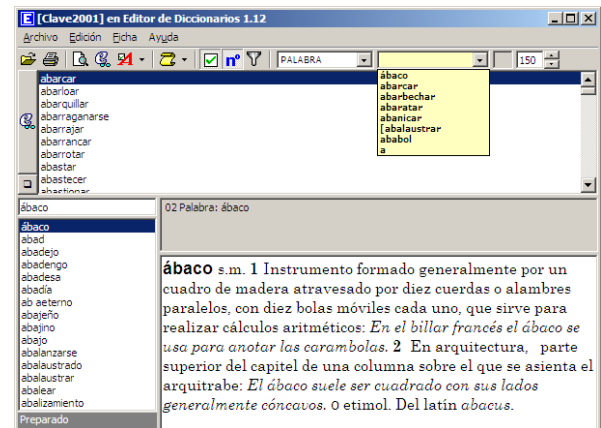 E [Clave2001] en Editor de Diccionarios 1.12
Archivo Edición Ficha Ayuda
nº PALABRA 150
abarcar
abarloar
abarquillar
abarraganarse
abarrajar
abarrancar
abarrotar
abastar
abastecer
abastionar
ábaco
abarcar
abarbechar
abaratar
abanicar
[abalaustrar
ababol
a
ábaco
ábaco
abad
abadejo
abadengo
abadesa
abadía
ab aeterno
abajeño
abajino
abajo
abalanzarse
abalaustrado
abalaustrar
abalear
abalizamiento
Preparado
02 Palabra: ábaco
ábaco s.m. 1 Instrumento formado generalmente por un
cuadro de madera atravesado por diez cuerdas o alambres
paralelos, con diez bolas móviles cada uno, que sirve para
realizar cálculos aritméticos: En el billar francés el ábaco se
usa para anotar las carambolas. 2 En arquitectura, parte
superior del capitel de una columna sobre el que se asienta el
arquitrabe: El ábaco suele ser cuadrado con sus lados
generalmente cóncavos. O etimol. Del latín abacus.